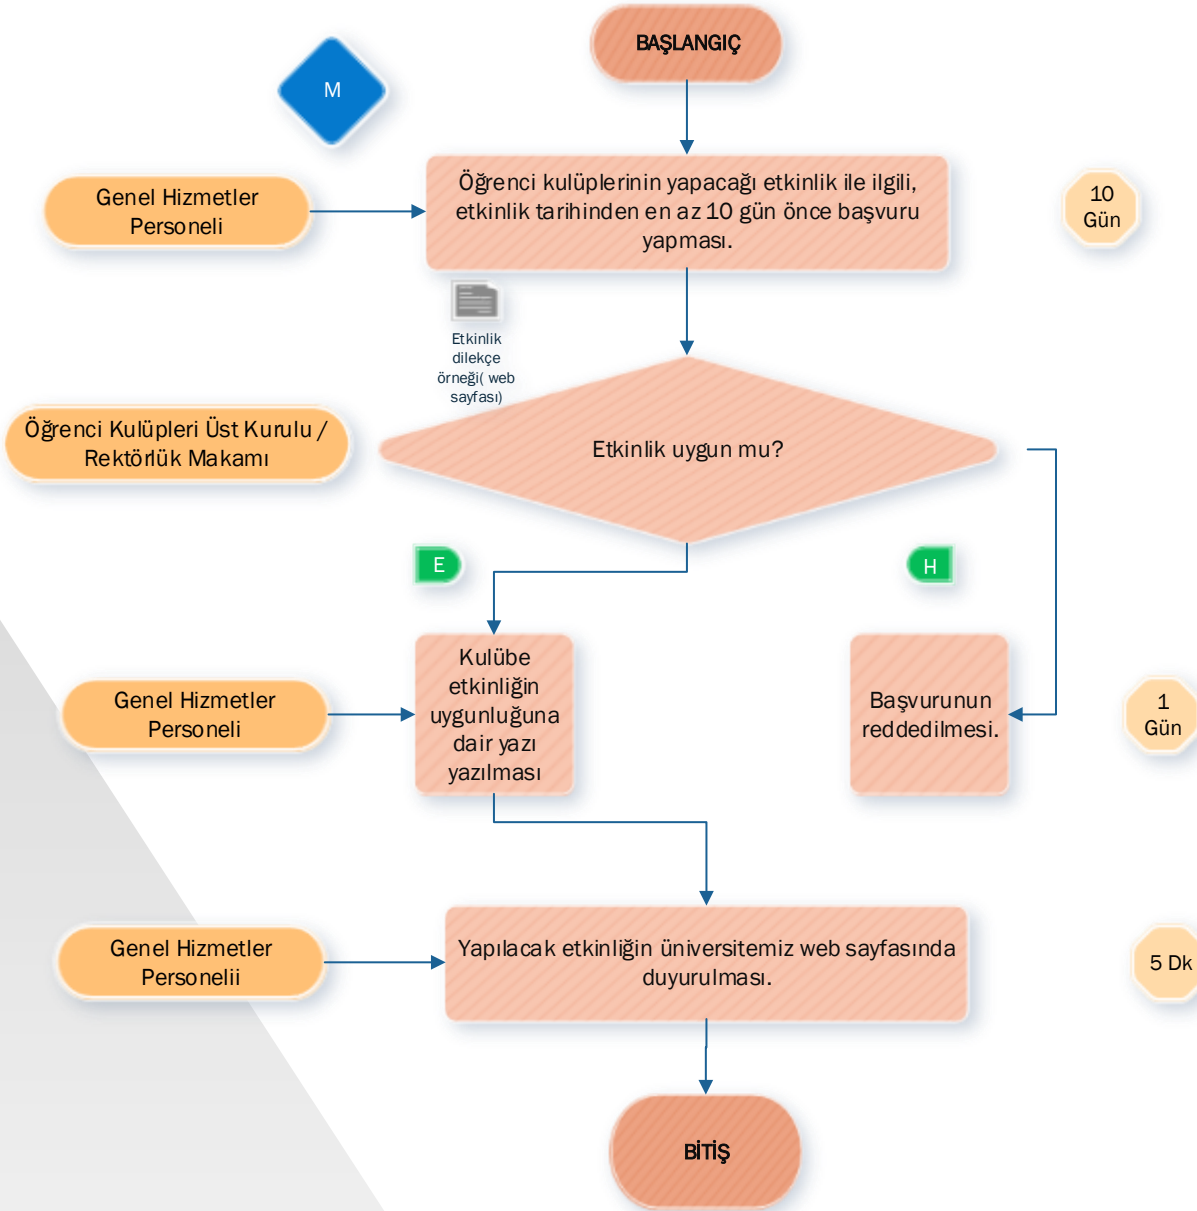 BAŞLANGIÇ
M
Genel Hizmetler
Personeli
Öğrenci kulüplerinin yapacağı etkinlik ile ilgili,
etkinlik tarihinden en az 10 gün önce başvuru
yapması.
10
Gün
Etkinlik
dilekçe
örneği( web
sayfası)
Öğrenci Kulüpleri Üst Kurulu /
Rektörlük Makamı
Etkinlik uygun mu?
E
H
Genel Hizmetler
Personeli
Kulübe
etkinliğin
uygunluğuna
dair yazı
yazılması
Başvurunun
reddedilmesi.
1
Gün
Genel Hizmetler
Personelii
Yapılacak etkinliğin üniversitemiz web sayfasında
duyurulması.
5 Dk
BİTİŞ